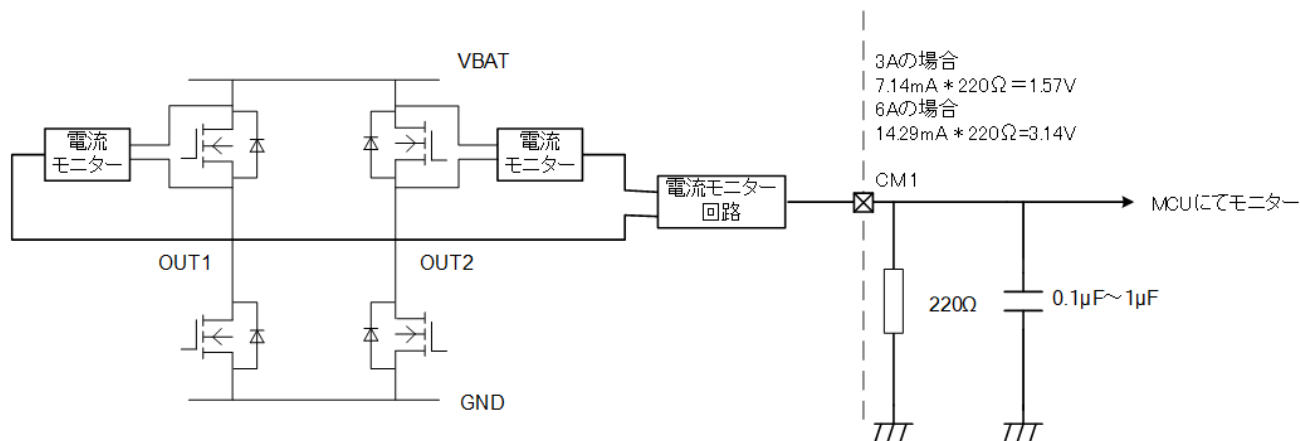 VBAT
3Aの場合
7.14mA*220Ω=1.57V
6Aの場合
14.29mA*220Ω=3.14V
電流
モニター
電流
モニター
電流モニター
回路
CM1
MCUにてモニター
OUT1
OUT2
220Ω
0.1μF～1μF
GND